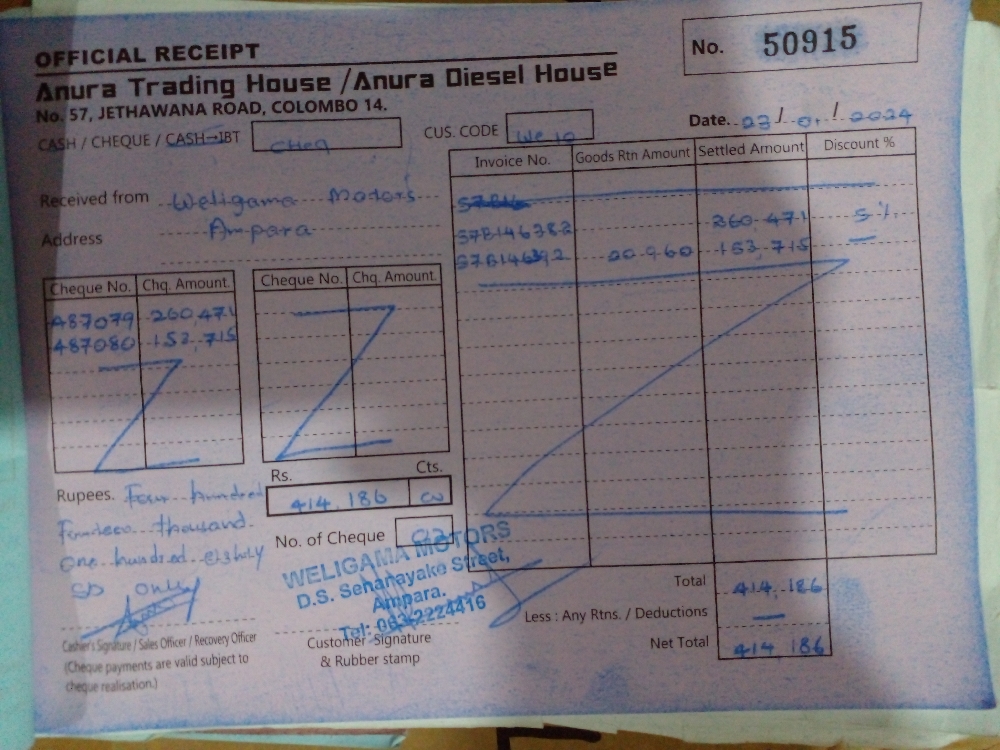 OFFICIAL RECEIPT
No. 50915
Anura Trading House /Anura Diesel House
No. 57, JETHAWANA ROAD, COLOMBO 14.
CASH / CHEQUE / CASH-IBT Cheq
CUS. CODE We 10
Date. 23 / 01 / 2024
Received from Weligama Motors
Address Ampara
Invoice No. Goods Rtn Amount Settled Amount Discount %
57B146382 260,471 5%
57B146392 20 960 153,715
Cheque No. Chq. Amount. Cheque No. Chq. Amount.
487079 260,471
487080 153,715
Rupees. Four hundred
Fourteen thousand
one hundred eighty
six only
Rs. Cts.
414,186 00
No. of Cheque 02
WELIGAMA MOTORS
D.S. Senanayake Street,
Ampara.
Tel: 063-2224416
Cashier's Signature / Sales Officer / Recovery Officer
(Cheque payments are valid subject to
cheque realisation.)
Customer Signature
& Rubber stamp
Total 414,186
Less : Any Rtns. / Deductions —
Net Total 414,186